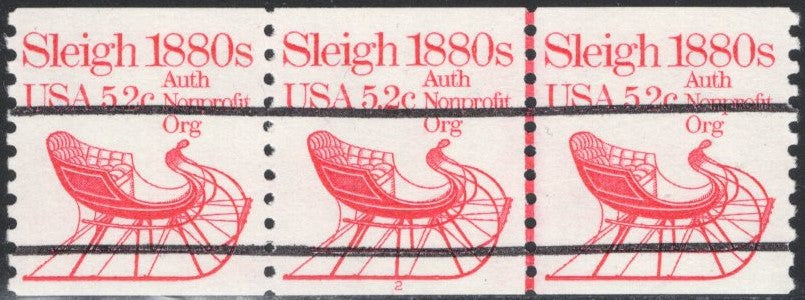 Sleigh 1880s
Auth
USA 5.2c Nonprofit
Org
Sleigh 1880s
Auth
USA 5.2c Nonprofit
Org
2
Sleigh 1880s
Auth
USA 5.2c Nonprofit
Org